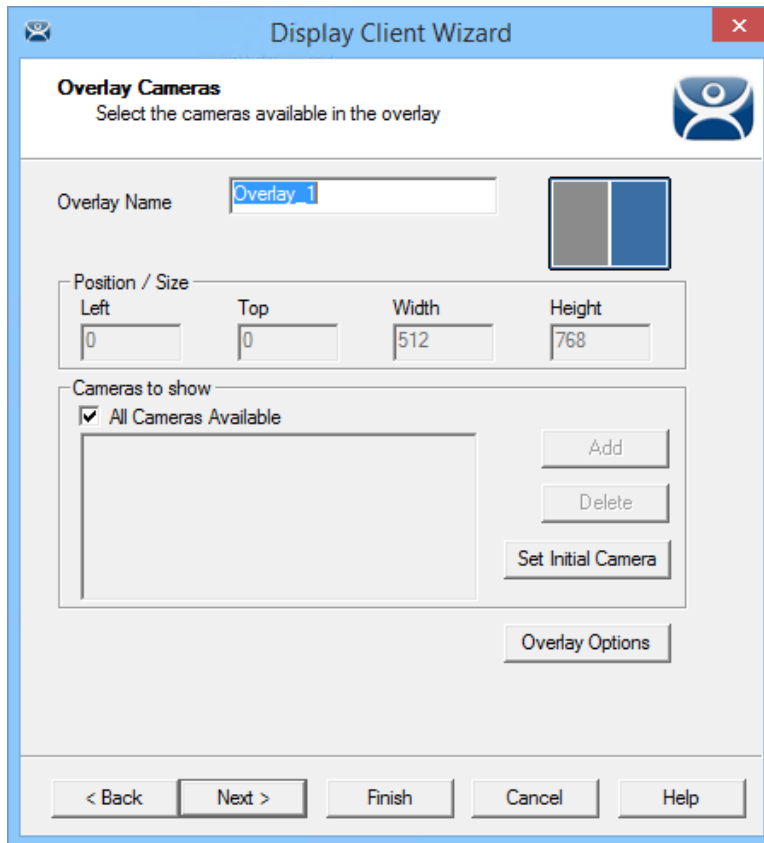 Display Client Wizard
Overlay Cameras
Select the cameras available in the overlay
Overlay Name
Overlay_1
Position / Size
Left Top Width Height
0 0 512 768
Cameras to show
All Cameras Available
Add
Delete
Set Initial Camera
Overlay Options
< Back Next > Finish Cancel Help